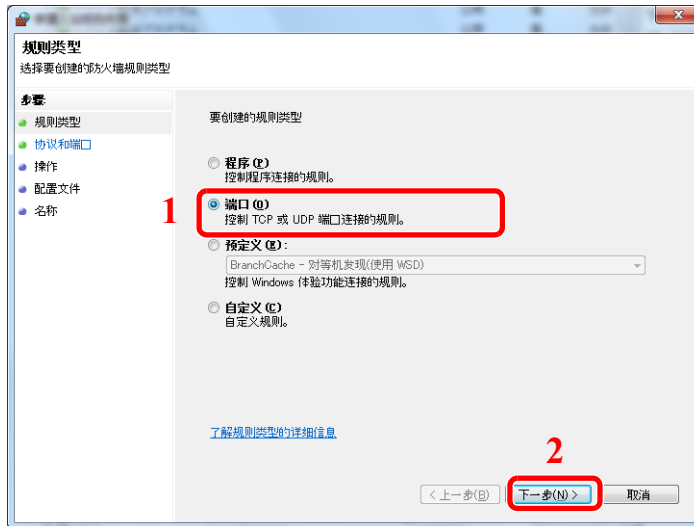 规则类型
选择要创建的防火墙规则类型
步骤:
规则类型
协议和端口
操作
配置文件
名称
要创建的规则类型
程序(P)
控制程序连接的规则。
1
端口(O)
控制 TCP 或 UDP 端口连接的规则。
预定义(E):
BranchCache - 对等机发现(使用 WSD)
控制 Windows 体验功能连接的规则。
自定义(C)
自定义规则。
了解规则类型的详细信息
2
< 上一步(B)
下一步(N) >
取消